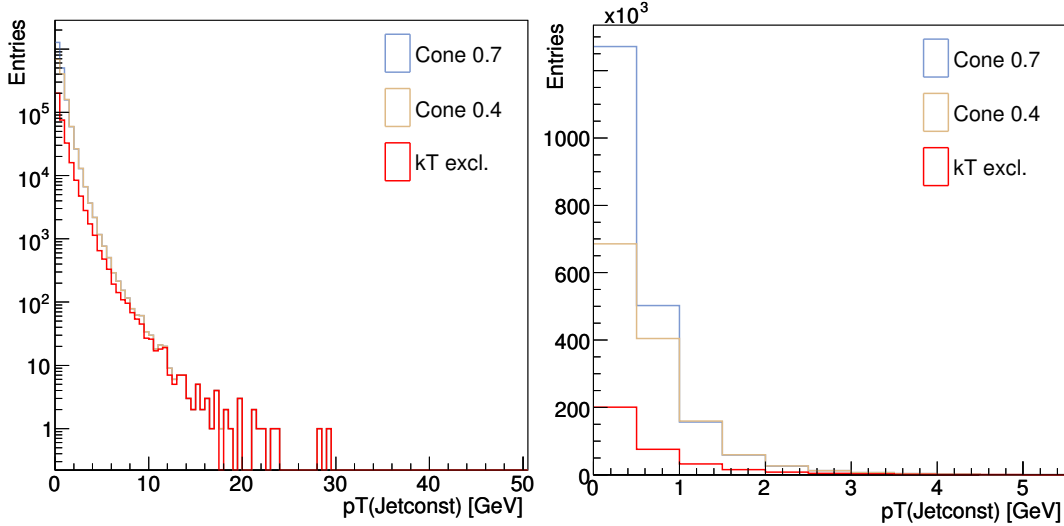 Entries
Cone 0.7
Cone 0.4
kT excl.
10^5
10^4
10^3
10^2
10
1
0 10 20 30 40 50
pT(Jetconst) [GeV]
×10^3
Entries
Cone 0.7
Cone 0.4
kT excl.
1000
800
600
400
200
0
0 1 2 3 4 5
pT(Jetconst) [GeV]